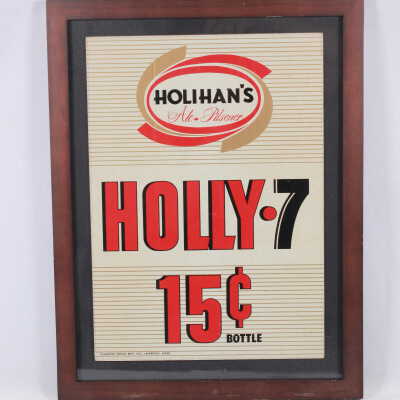 HOLIHAN'S
Ale • Pilsener
HOLLY•7
15¢
BOTTLE